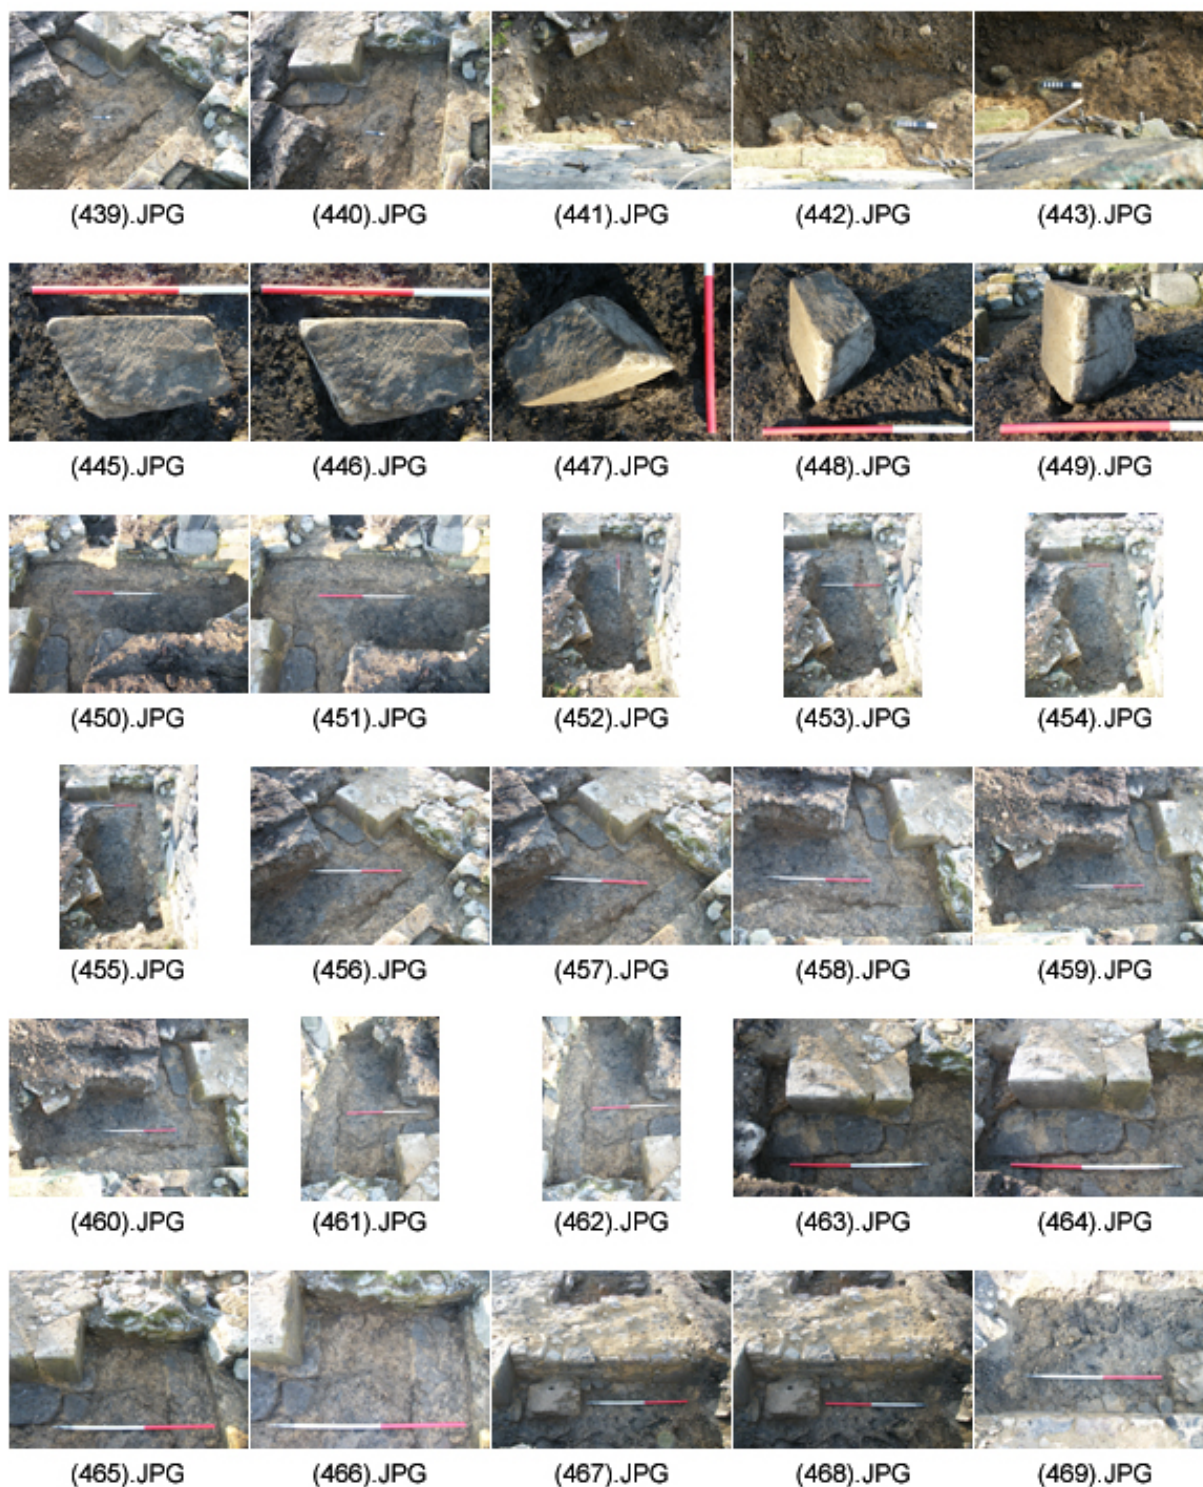 (439).JPG (440).JPG (441).JPG (442).JPG (443).JPG
(445).JPG (446).JPG (447).JPG (448).JPG (449).JPG
(450).JPG (451).JPG (452).JPG (453).JPG (454).JPG
(455).JPG (456).JPG (457).JPG (458).JPG (459).JPG
(460).JPG (461).JPG (462).JPG (463).JPG (464).JPG
(465).JPG (466).JPG (467).JPG (468).JPG (469).JPG